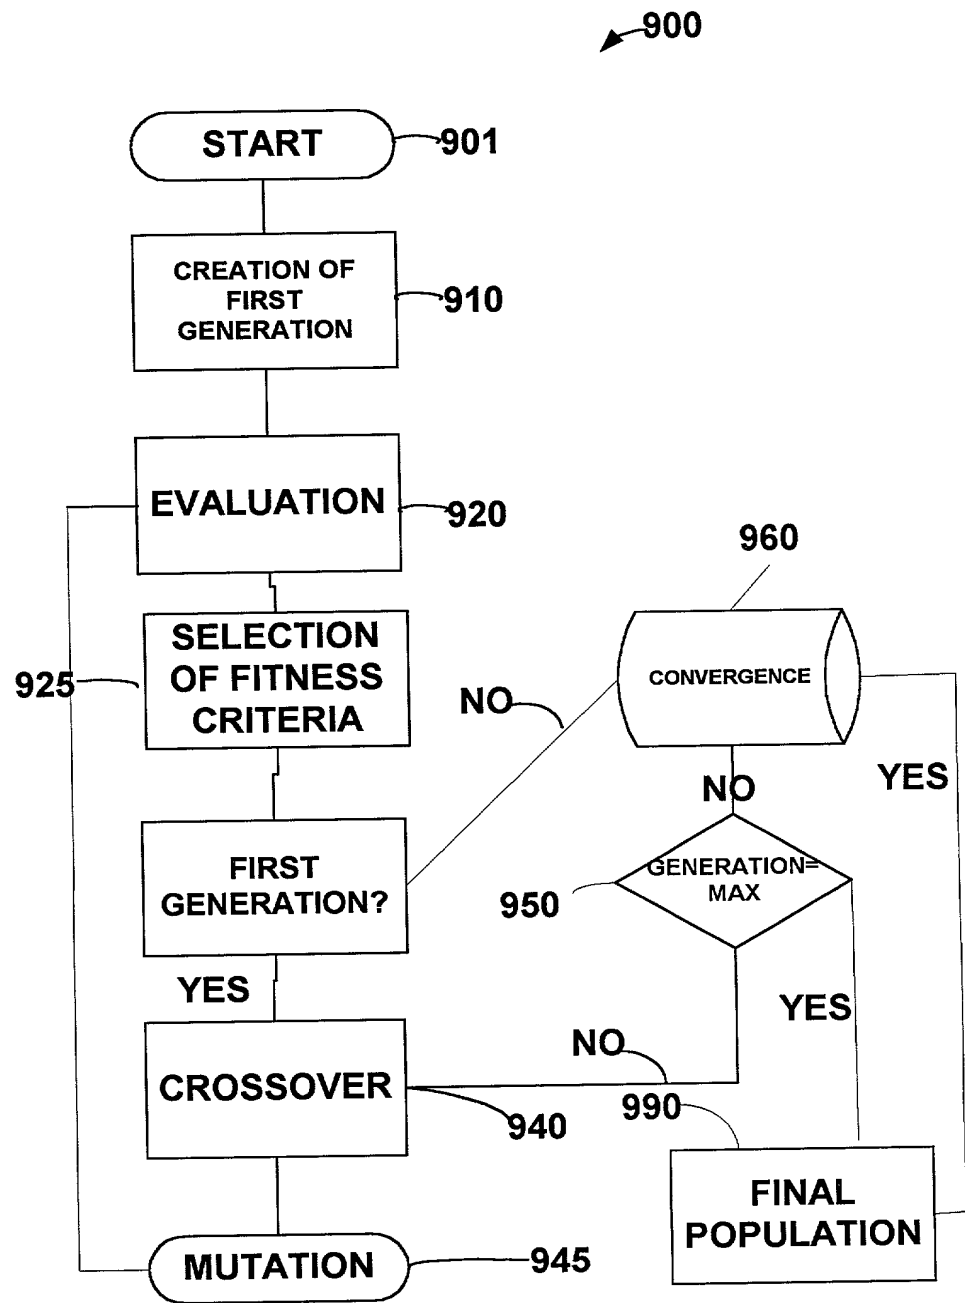 900
START
901
CREATION OF
FIRST
GENERATION
910
EVALUATION
920
960
SELECTION
OF FITNESS
CRITERIA
925
NO
CONVERGENCE
YES
NO
FIRST
GENERATION?
GENERATION=
MAX
950
YES
YES
NO
CROSSOVER
940
990
FINAL
POPULATION
MUTATION
945